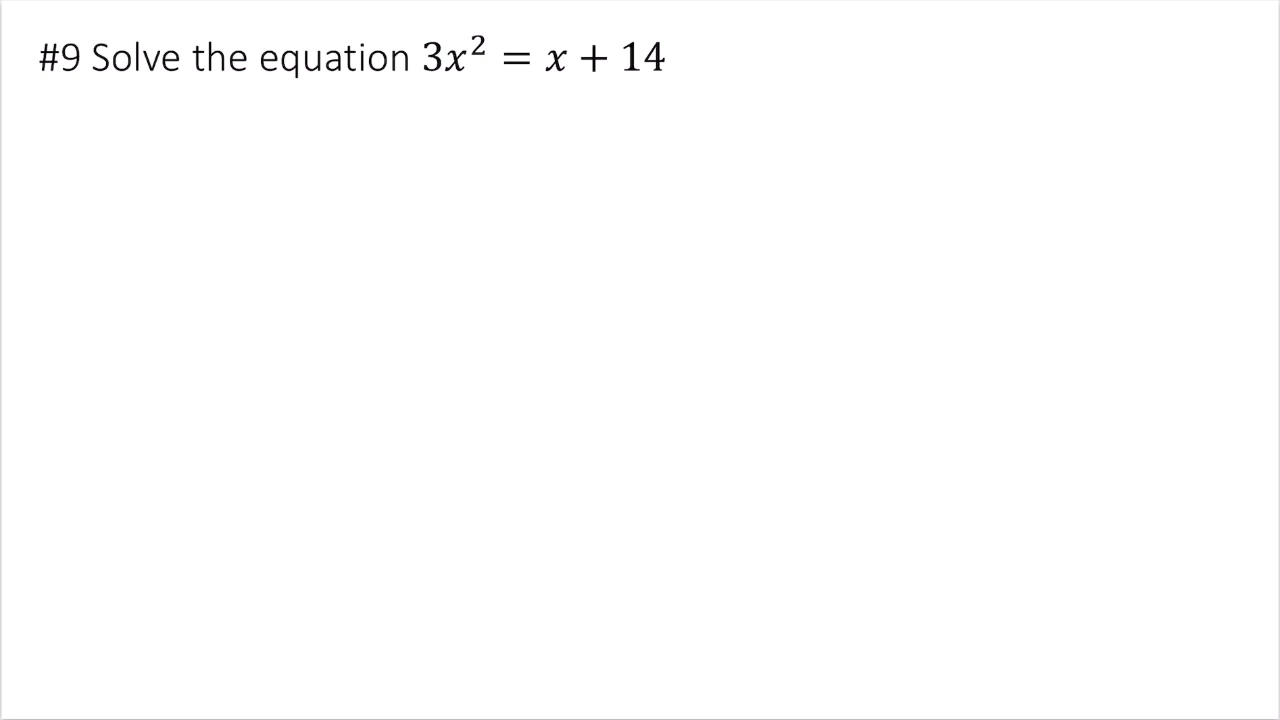 #9 Solve the equation 3x² = x + 14